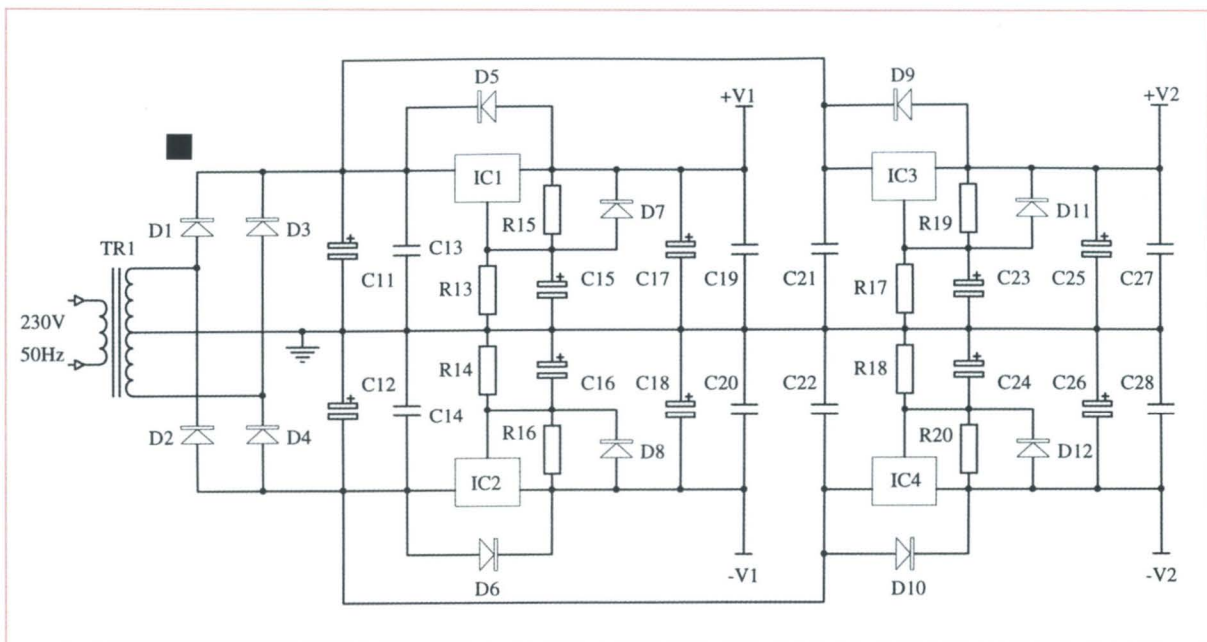 D5
D9
+V1
+V2
IC1
IC3
D1
D3
R15
D7
R19
D11
TR1
+
C13
+
+
+
+
C11
R13
C15
C17
C19
C21
R17
C23
C25
C27
230V
50Hz
+
+
R14
R18
C12
+
C14
C16
C18
+
C20
C22
C24
C26
+
C28
D2
D4
R16
D8
R20
D12
IC2
IC4
D6
-V1
D10
-V2